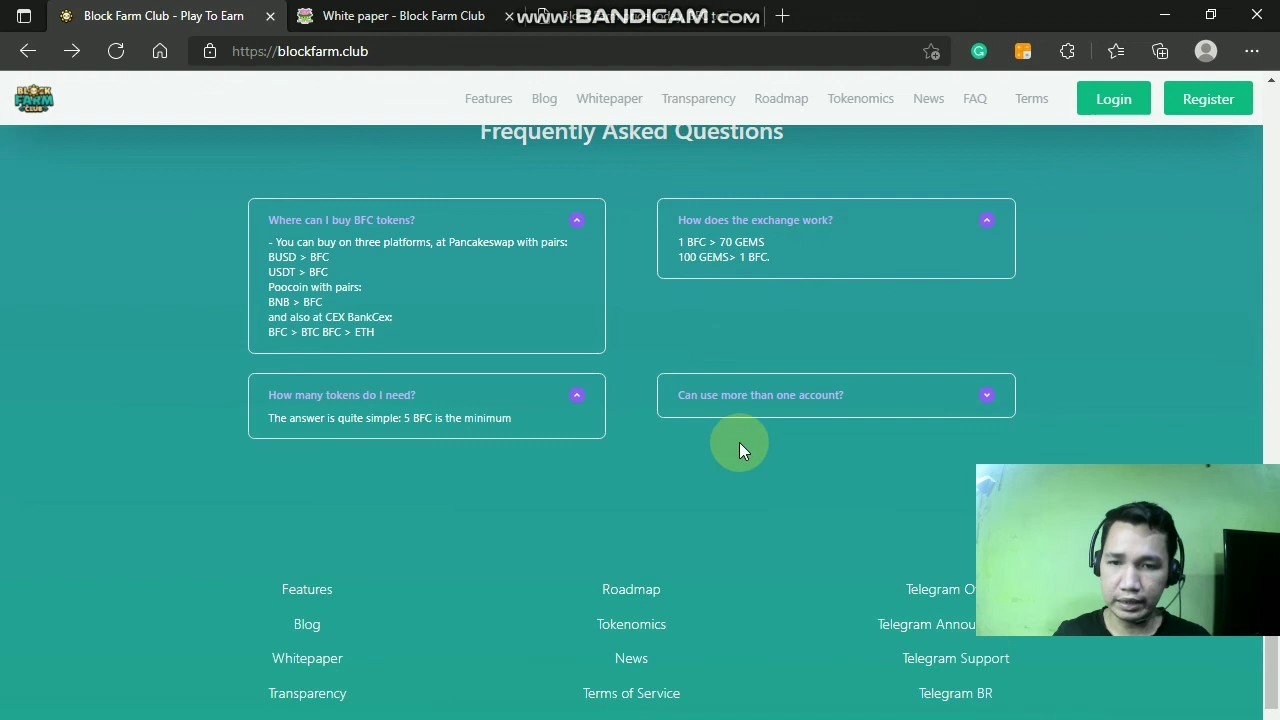 Block Farm Club - Play To Earn
White paper - Block Farm Club
www.BANDICAM.com
https://blockfarm.club
BLOCK FARM CLUB
Features
Blog
Whitepaper
Transparency
Roadmap
Tokenomics
News
FAQ
Terms
Login
Register
Frequently Asked Questions
Where can I buy BFC tokens?
- You can buy on three platforms, at Pancakeswap with pairs:
BUSD > BFC
USDT > BFC
Poocoin with pairs:
BNB > BFC
and also at CEX BankCex:
BFC > BTC BFC > ETH
How does the exchange work?
1 BFC > 70 GEMS
100 GEMS> 1 BFC.
How many tokens do I need?
The answer is quite simple: 5 BFC is the minimum
Can use more than one account?
Features
Blog
Whitepaper
Transparency
Roadmap
Tokenomics
News
Terms of Service
Telegram
Telegram
Telegram Support
Telegram BR